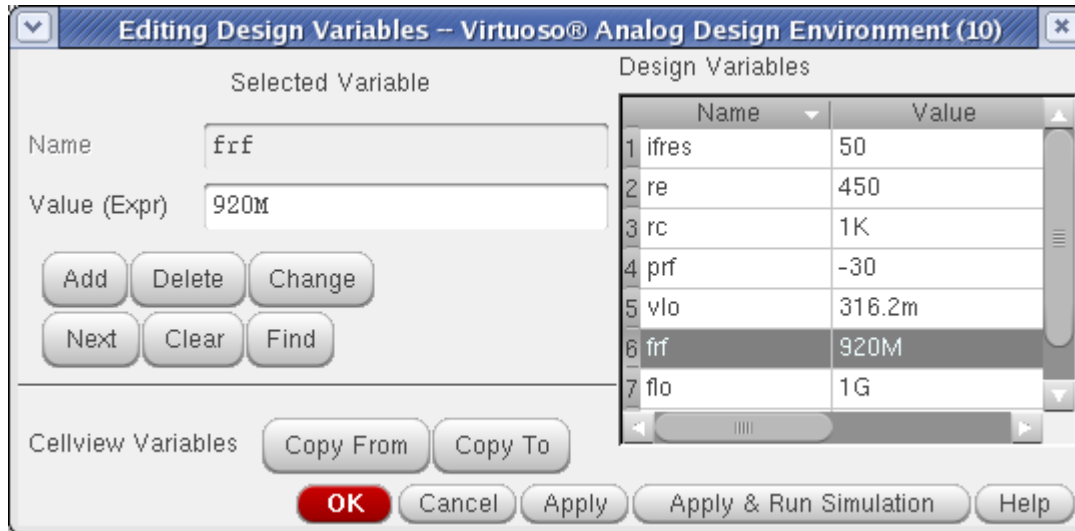 Editing Design Variables -- Virtuoso® Analog Design Environment (10)
Selected Variable
Name frf
Value (Expr) 920M
Add Delete Change
Next Clear Find
Cellview Variables Copy From Copy To
Design Variables
Name Value
1 ifres 50
2 re 450
3 rc 1K
4 prf -30
5 vlo 316.2m
6 frf 920M
7 flo 1G
OK Cancel Apply Apply & Run Simulation Help